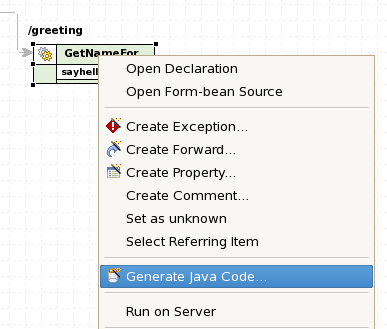 /greeting
GetNameFor
sayhell
Open Declaration
Open Form-bean Source
Create Exception...
Create Forward...
Create Property...
Create Comment...
Set as unknown
Select Referring Item
Generate Java Code...
Run on Server